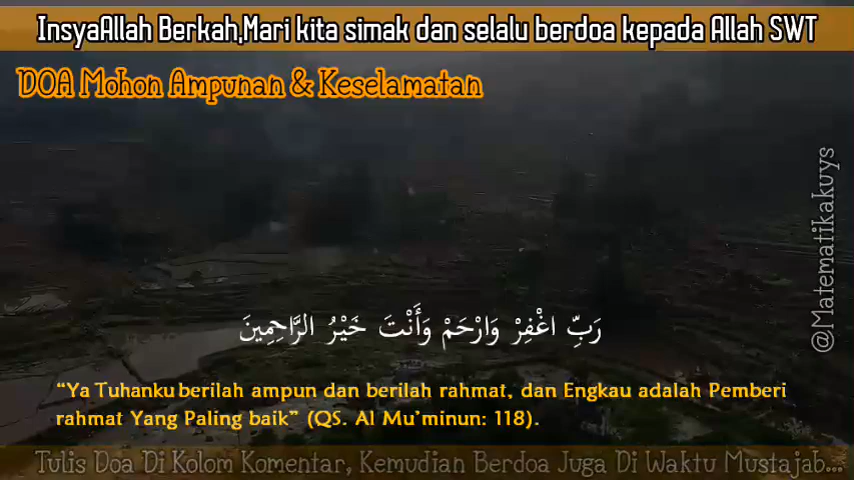 InsyaAllah Berkah,Mari kita simak dan selalu berdoa kepada Allah SWT
DOA Mohon Ampunan & Keselamatan
@Matematikakuys
رَبِّ اغْفِرْ وَارْحَمْ وَأَنْتَ خَيْرُ الرَّاحِمِينَ
“Ya Tuhanku berilah ampun dan berilah rahmat, dan Engkau adalah Pemberi
rahmat Yang Paling baik” (QS. Al Mu’minun: 118).
Tulis Doa Di Kolom Komentar, Kemudian Berdoa Juga Di Waktu Mustajab...